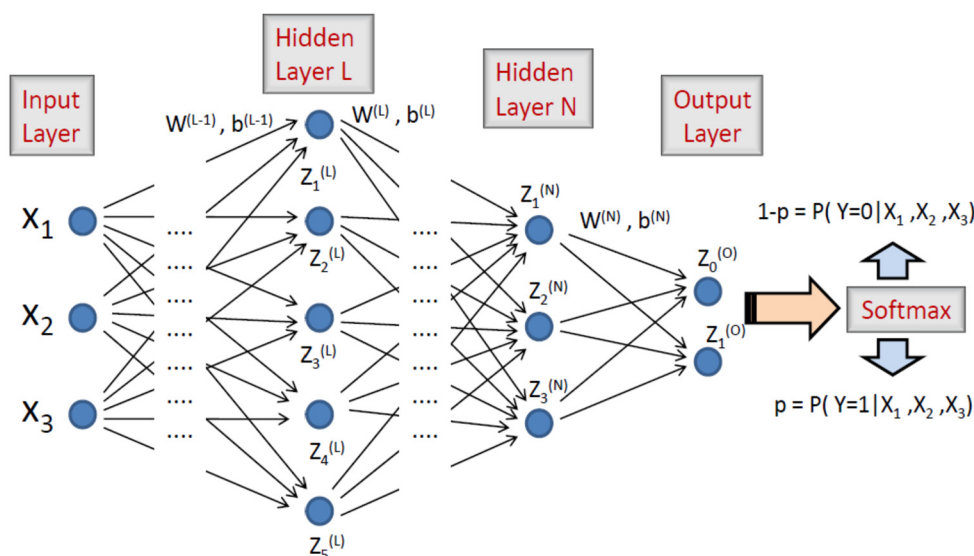 Hidden
Layer L
Hidden
Layer N
Input
Layer
Output
Layer
W(L-1) , b(L-1)
W(L) , b(L)
Z1(L)
Z1(N)
W(N) , b(N)
1-p = P( Y=0|X1 ,X2 ,X3)
X1
....
....
Z2(L)
Z0(O)
....
....
Z2(N)
X2
Softmax
....
....
Z3(L)
Z1(O)
....
....
Z3(N)
X3
p = P( Y=1|X1 ,X2 ,X3)
....
....
Z4(L)
Z5(L)